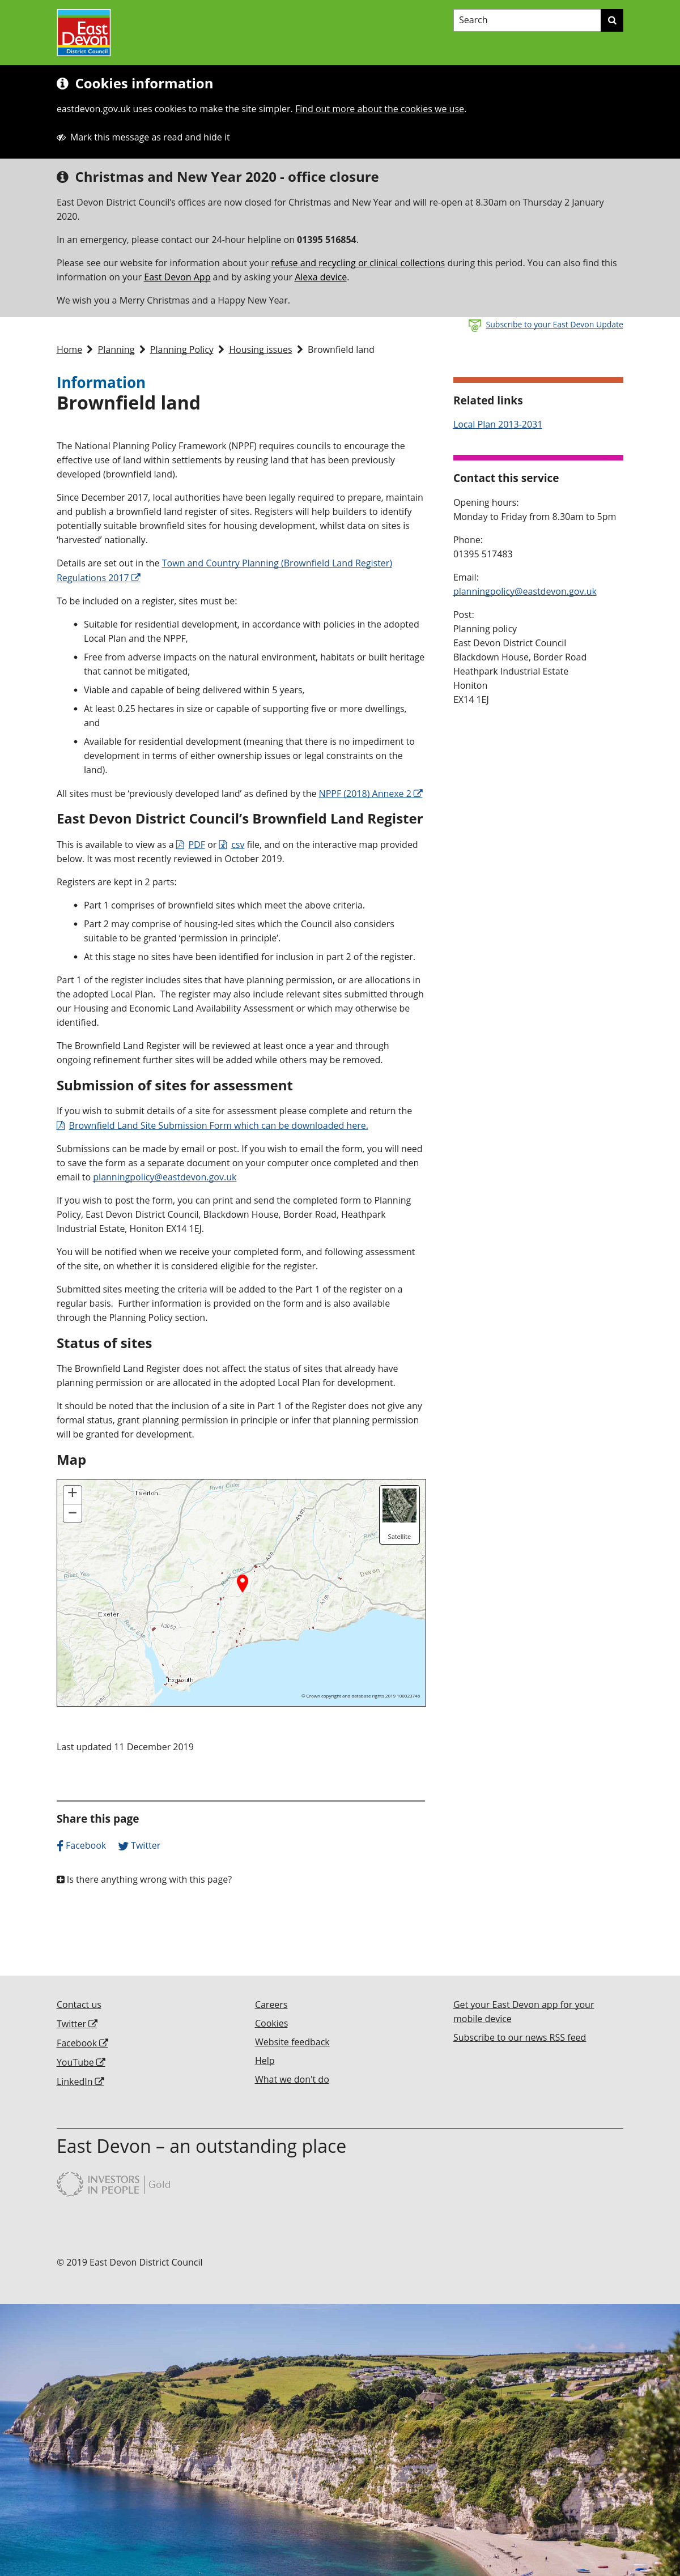 East
Devon
District Council
Search
Cookies information
eastdevon.gov.uk uses cookies to make the site simpler. Find out more about the cookies we use.
Mark this message as read and hide it
Christmas and New Year 2020 - office closure
East Devon District Council's offices are now closed for Christmas and New Year and will re-open at 8.30am on Thursday 2 January
2020.
In an emergency, please contact our 24-hour helpline on 01395 516854.
Please see our website for information about your refuse and recycling or clinical collections during this period. You can also find this
information on your East Devon App and by asking your Alexa device.
We wish you a Merry Christmas and a Happy New Year.
Subscribe to your East Devon Update
Home Planning Planning Policy Housing issues Brownfield land
Information
Brownfield land
The National Planning Policy Framework (NPPF) requires councils to encourage the
effective use of land within settlements by reusing land that has been previously
developed (brownfield land).
Since December 2017, local authorities have been legally required to prepare, maintain
and publish a brownfield land register of sites. Registers will help builders to identify
potentially suitable brownfield sites for housing development, whilst data on sites is
‘harvested’ nationally.
Details are set out in the Town and Country Planning (Brownfield Land Register)
Regulations 2017
To be included on a register, sites must be:
Suitable for residential development, in accordance with policies in the adopted
Local Plan and the NPPF,
Free from adverse impacts on the natural environment, habitats or built heritage
that cannot be mitigated,
Viable and capable of being delivered within 5 years,
At least 0.25 hectares in size or capable of supporting five or more dwellings,
and
Available for residential development (meaning that there is no impediment to
development in terms of either ownership issues or legal constraints on the
land).
All sites must be ‘previously developed land’ as defined by the NPPF (2018) Annexe 2
East Devon District Council’s Brownfield Land Register
This is available to view as a PDF or csv file, and on the interactive map provided
below. It was most recently reviewed in October 2019.
Registers are kept in 2 parts:
Part 1 comprises of brownfield sites which meet the above criteria.
Part 2 may comprise of housing-led sites which the Council also considers
suitable to be granted ‘permission in principle’.
At this stage no sites have been identified for inclusion in part 2 of the register.
Part 1 of the register includes sites that have planning permission, or are allocations in
the adopted Local Plan. The register may also include relevant sites submitted through
our Housing and Economic Land Availability Assessment or which may otherwise be
identified.
The Brownfield Land Register will be reviewed at least once a year and through
ongoing refinement further sites will be added while others may be removed.
Submission of sites for assessment
If you wish to submit details of a site for assessment please complete and return the
Brownfield Land Site Submission Form which can be downloaded here.
Submissions can be made by email or post. If you wish to email the form, you will need
to save the form as a separate document on your computer once completed and then
email to planningpolicy@eastdevon.gov.uk
If you wish to post the form, you can print and send the completed form to Planning
Policy, East Devon District Council, Blackdown House, Border Road, Heathpark
Industrial Estate, Honiton EX14 1EJ.
You will be notified when we receive your completed form, and following assessment
of the site, on whether it is considered eligible for the register.
Submitted sites meeting the criteria will be added to the Part 1 of the register on a
regular basis. Further information is provided on the form and is also available
through the Planning Policy section.
Status of sites
The Brownfield Land Register does not affect the status of sites that already have
planning permission or are allocated in the adopted Local Plan for development.
It should be noted that the inclusion of a site in Part 1 of the Register does not give any
formal status, grant planning permission in principle or infer that planning permission
will be granted for development.
Map
+
−
Tiverton
River Culm
Satellite
A30
Devon
River Yeo
Exeter
River Exe
A3052
Exmouth
© Crown copyright and database rights 2019 100023746
Last updated 11 December 2019
Share this page
Facebook Twitter
Is there anything wrong with this page?
Related links
Local Plan 2013-2031
Contact this service
Opening hours:
Monday to Friday from 8.30am to 5pm
Phone:
01395 517483
Email:
planningpolicy@eastdevon.gov.uk
Post:
Planning policy
East Devon District Council
Blackdown House, Border Road
Heathpark Industrial Estate
Honiton
EX14 1EJ
Contact us
Twitter
Facebook
YouTube
LinkedIn
Careers
Cookies
Website feedback
Help
What we don't do
Get your East Devon app for your
mobile device
Subscribe to our news RSS feed
East Devon – an outstanding place
INVESTORS
IN PEOPLE Gold
© 2019 East Devon District Council